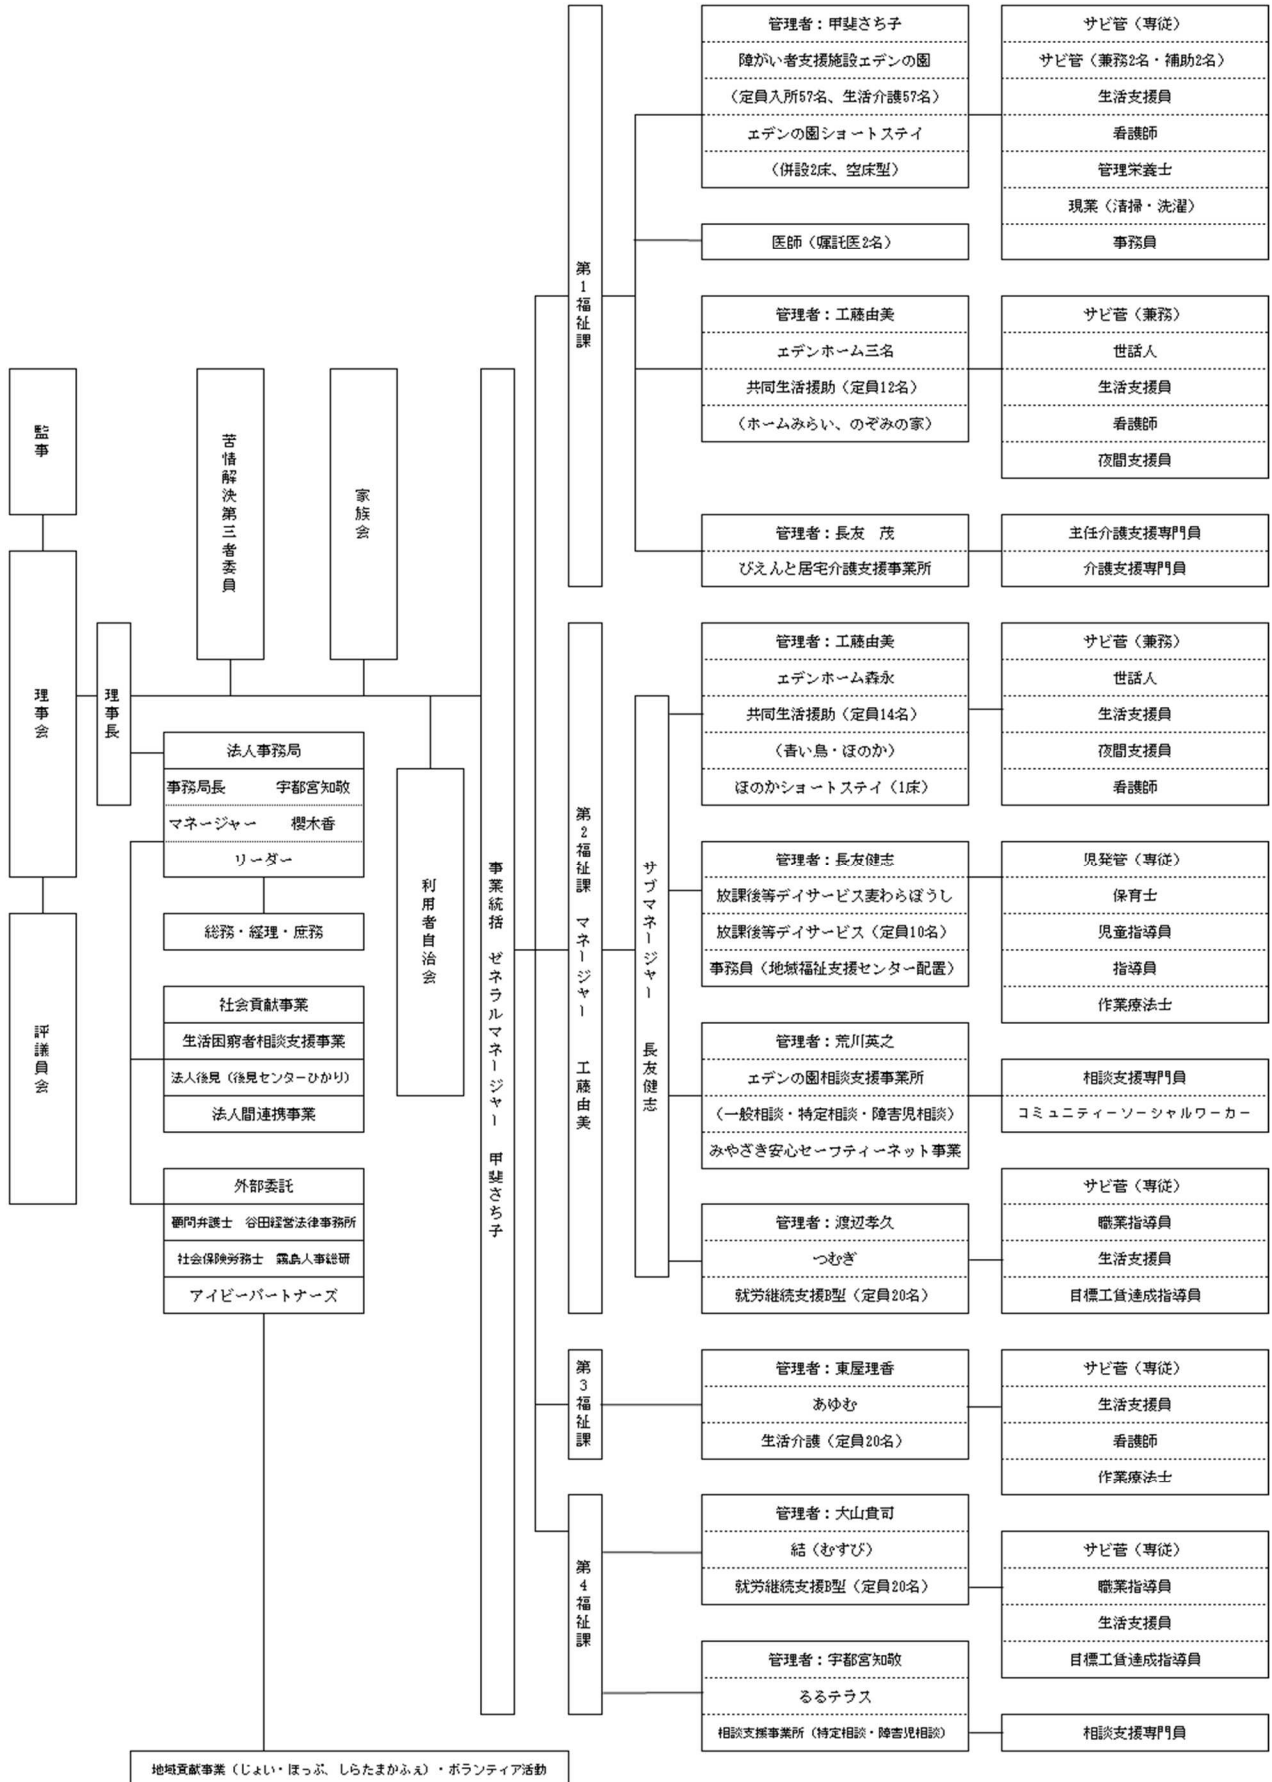 監事
理事会
評議員会
理事長
苦情解決第三者委員
家族会
法人事務局
事務局長　宇都宮知敬
マネージャー　櫻木香
リーダー
総務・経理・庶務
社会貢献事業
生活困窮者相談支援事業
法人後見（後見センターひかり）
法人間連携事業
外部委託
顧問弁護士　谷田経営法律事務所
社会保険労務士　霧島人事総研
アイビーパートナーズ
地域貢献事業（じょい・ほっぷ、しらたまかふぇ）・ボランティア活動
利用者自治会
事業統括　ゼネラルマネージャー　甲斐さち子
第1福祉課
管理者：甲斐さち子
障がい者支援施設エデンの園
（定員入所57名、生活介護57名）
エデンの園ショートステイ
（併設2床、空床型）
サビ管（専従）
サビ管（兼務2名・補助2名）
生活支援員
看護師
管理栄養士
現業（清掃・洗濯）
事務員
医師（嘱託医2名）
管理者：工藤由美
エデンホーム三名
共同生活援助（定員12名）
（ホームみらい、のぞみの家）
サビ菅（兼務）
世話人
生活支援員
看護師
夜間支援員
管理者：長友　茂
ぴえんと居宅介護支援事業所
主任介護支援専門員
介護支援専門員
第2福祉課　マネージャー　工藤由美
サブマネージャー　長友健志
管理者：工藤由美
エデンホーム森永
共同生活援助（定員14名）
（青い鳥・ほのか）
ほのかショートステイ（1床）
サビ菅（兼務）
世話人
生活支援員
夜間支援員
看護師
管理者：長友健志
放課後等デイサービス麦わらぼうし
放課後等デイサービス（定員10名）
事務員（地域福祉支援センター配置）
児発管（専従）
保育士
児童指導員
指導員
作業療法士
管理者：荒川英之
エデンの園相談支援事業所
（一般相談・特定相談・障害児相談）
みやざき安心セーフティーネット事業
相談支援専門員
コミュニティーソーシャルワーカー
管理者：渡辺孝久
つむぎ
就労継続支援B型（定員20名）
サビ菅（専従）
職業指導員
生活支援員
目標工賃達成指導員
第3福祉課
管理者：東屋理香
あゆむ
生活介護（定員20名）
サビ菅（専従）
生活支援員
看護師
作業療法士
第4福祉課
管理者：大山貴司
結（むすび）
就労継続支援B型（定員20名）
サビ菅（専従）
職業指導員
生活支援員
目標工賃達成指導員
管理者：宇都宮知敬
るるテラス
相談支援事業所（特定相談・障害児相談）
相談支援専門員